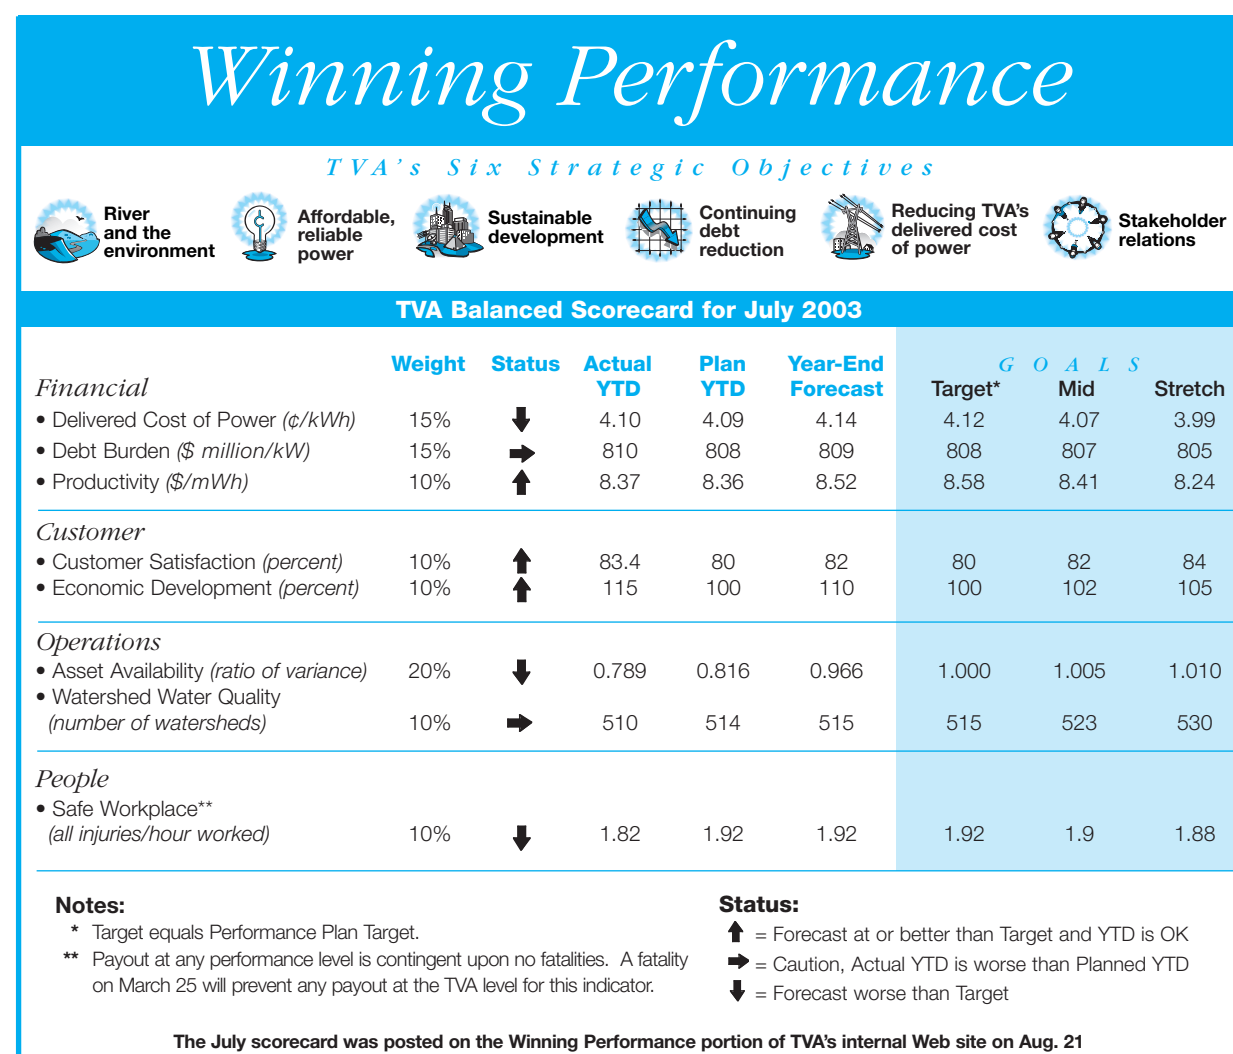 Winning Performance
TVA's Six Strategic Objectives
River
and the
environment
Affordable,
reliable
power
Sustainable
development
Continuing
debt
reduction
Reducing TVA's
delivered cost
of power
Stakeholder
relations
TVA Balanced Scorecard for July 2003
GOALS
Financial Weight Status Actual YTD Plan YTD Year-End Forecast Target* Mid Stretch
• Delivered Cost of Power (¢/kWh) 15% 4.10 4.09 4.14 4.12 4.07 3.99
• Debt Burden ($ million/kW) 15% 810 808 809 808 807 805
• Productivity ($/mWh) 10% 8.37 8.36 8.52 8.58 8.41 8.24
Customer
• Customer Satisfaction (percent) 10% 83.4 80 82 80 82 84
• Economic Development (percent) 10% 115 100 110 100 102 105
Operations
• Asset Availability (ratio of variance) 20% 0.789 0.816 0.966 1.000 1.005 1.010
• Watershed Water Quality
(number of watersheds) 10% 510 514 515 515 523 530
People
• Safe Workplace**
(all injuries/hour worked) 10% 1.82 1.92 1.92 1.92 1.9 1.88
Notes:
* Target equals Performance Plan Target.
** Payout at any performance level is contingent upon no fatalities. A fatality
on March 25 will prevent any payout at the TVA level for this indicator.
Status:
= Forecast at or better than Target and YTD is OK
= Caution, Actual YTD is worse than Planned YTD
= Forecast worse than Target
The July scorecard was posted on the Winning Performance portion of TVA's internal Web site on Aug. 21